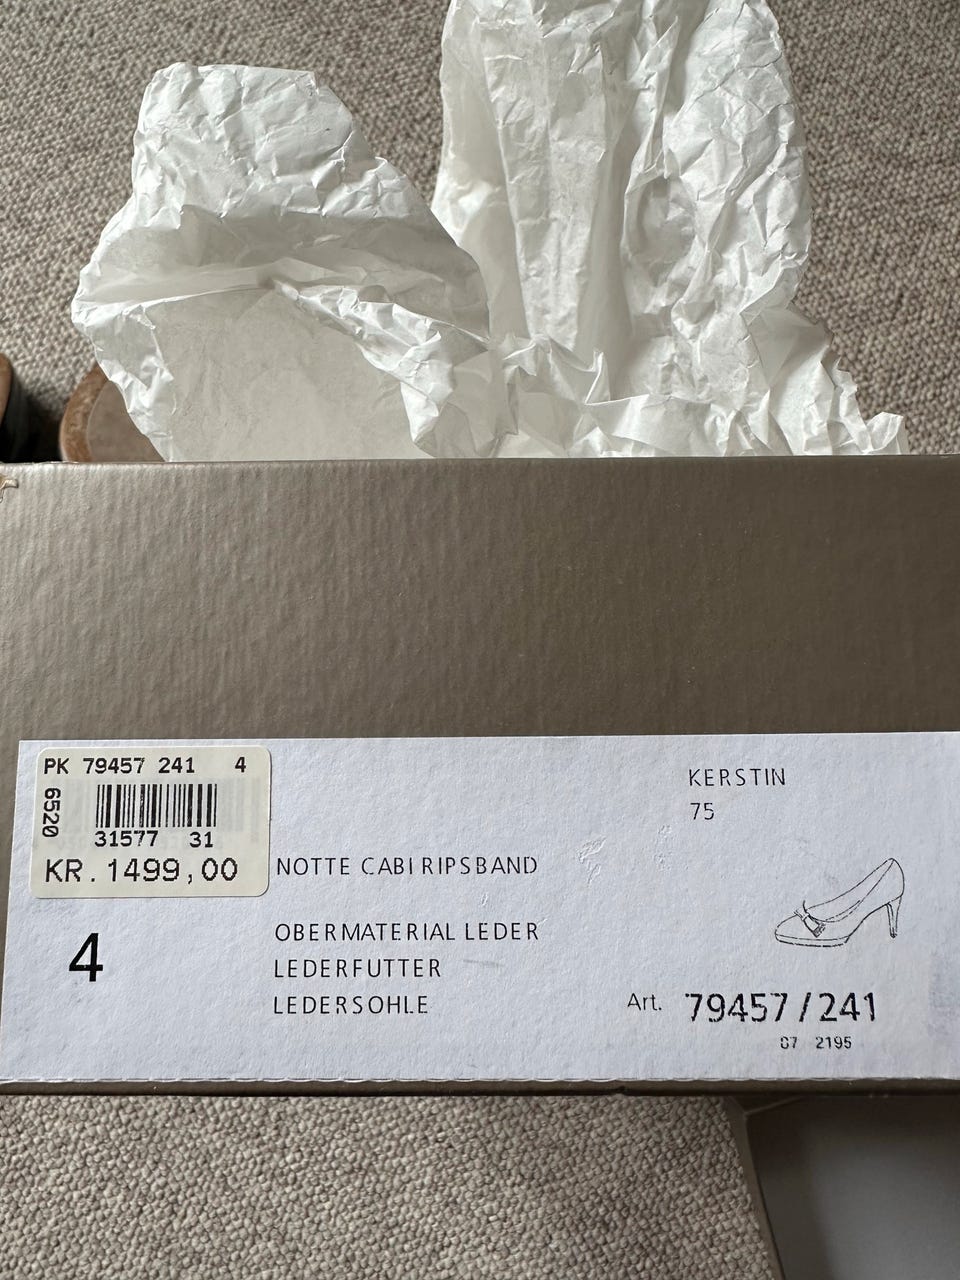 PK 79457 241 4
6520
31577 31
KR. 1499,00
4
NOTTE CABI RIPSBAND
OBERMATERIAL LEDER
LEDERFUTTER
LEDERSOHLE
KERSTIN
75
Art. 79457/241
07 2195